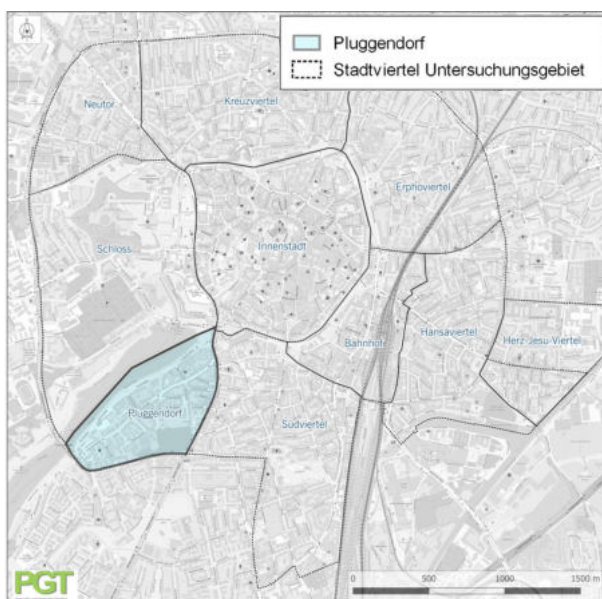 Pluggendorf
Stadtviertel Untersuchungsgebiet
Neutor
Kreuzviertel
Erphoviertel
Schloss
Innenstadt
Bahnhof
Hansaviertel
Herz-Jesu-Viertel
Pluggendorf
Südviertel
PGT
0 500 1000 1500 m